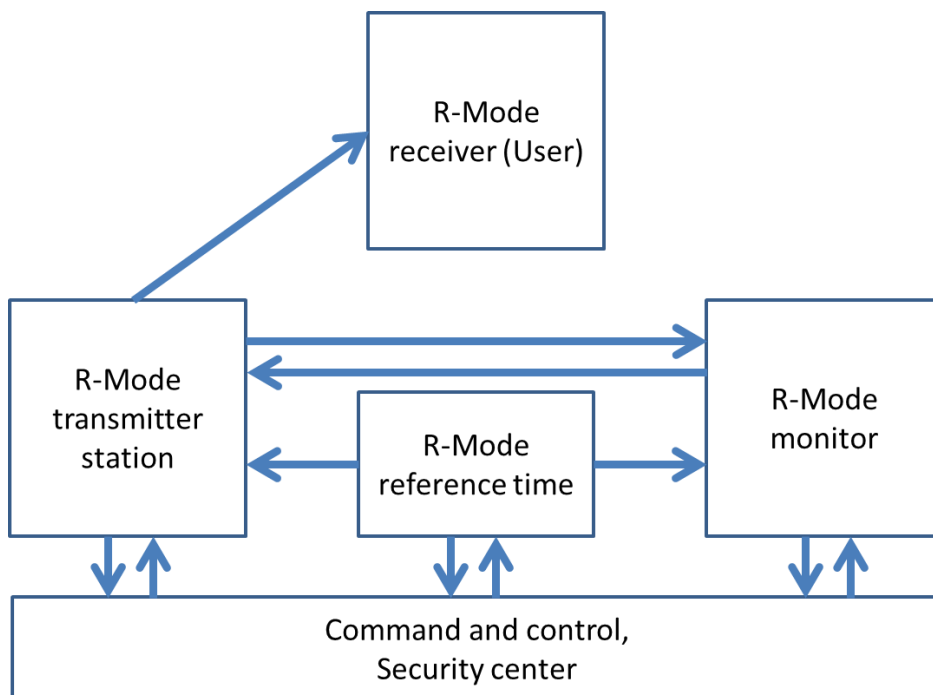 R-Mode
receiver (User)
R-Mode
transmitter
station
R-Mode
reference time
R-Mode
monitor
Command and control,
Security center